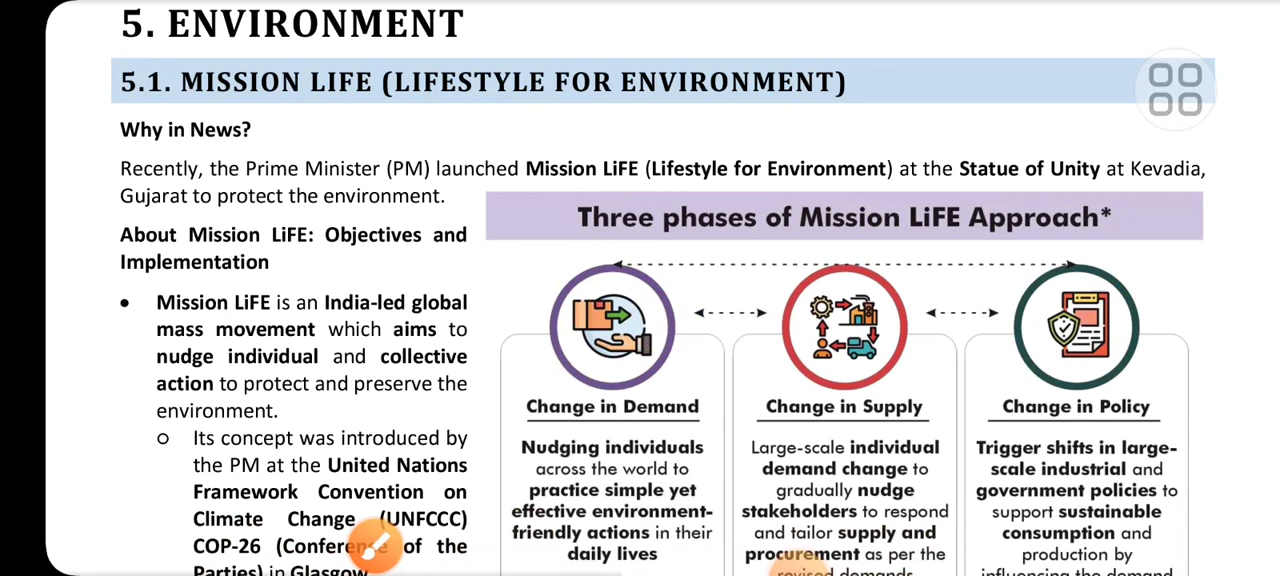 5. ENVIRONMENT
5.1. MISSION LIFE (LIFESTYLE FOR ENVIRONMENT)
Why in News?
Recently, the Prime Minister (PM) launched Mission LiFE (Lifestyle for Environment) at the Statue of Unity at Kevadia,
Gujarat to protect the environment.
About Mission LiFE: Objectives and
Implementation
• Mission LiFE is an India-led global
mass movement which aims to
nudge individual and collective
action to protect and preserve the
environment.
o Its concept was introduced by
the PM at the United Nations
Framework Convention on
Climate Change (UNFCCC)
COP-26 (Conference of the
Parties) in Glasgow
Three phases of Mission LiFE Approach*
Change in Demand
Nudging individuals
across the world to
practice simple yet
effective environment-
friendly actions in their
daily lives
Change in Supply
Large-scale individual
demand change to
gradually nudge
stakeholders to respond
and tailor supply and
procurement as per the
revised demands
Change in Policy
Trigger shifts in large-
scale industrial and
government policies to
support sustainable
consumption and
production by
influencing the demand